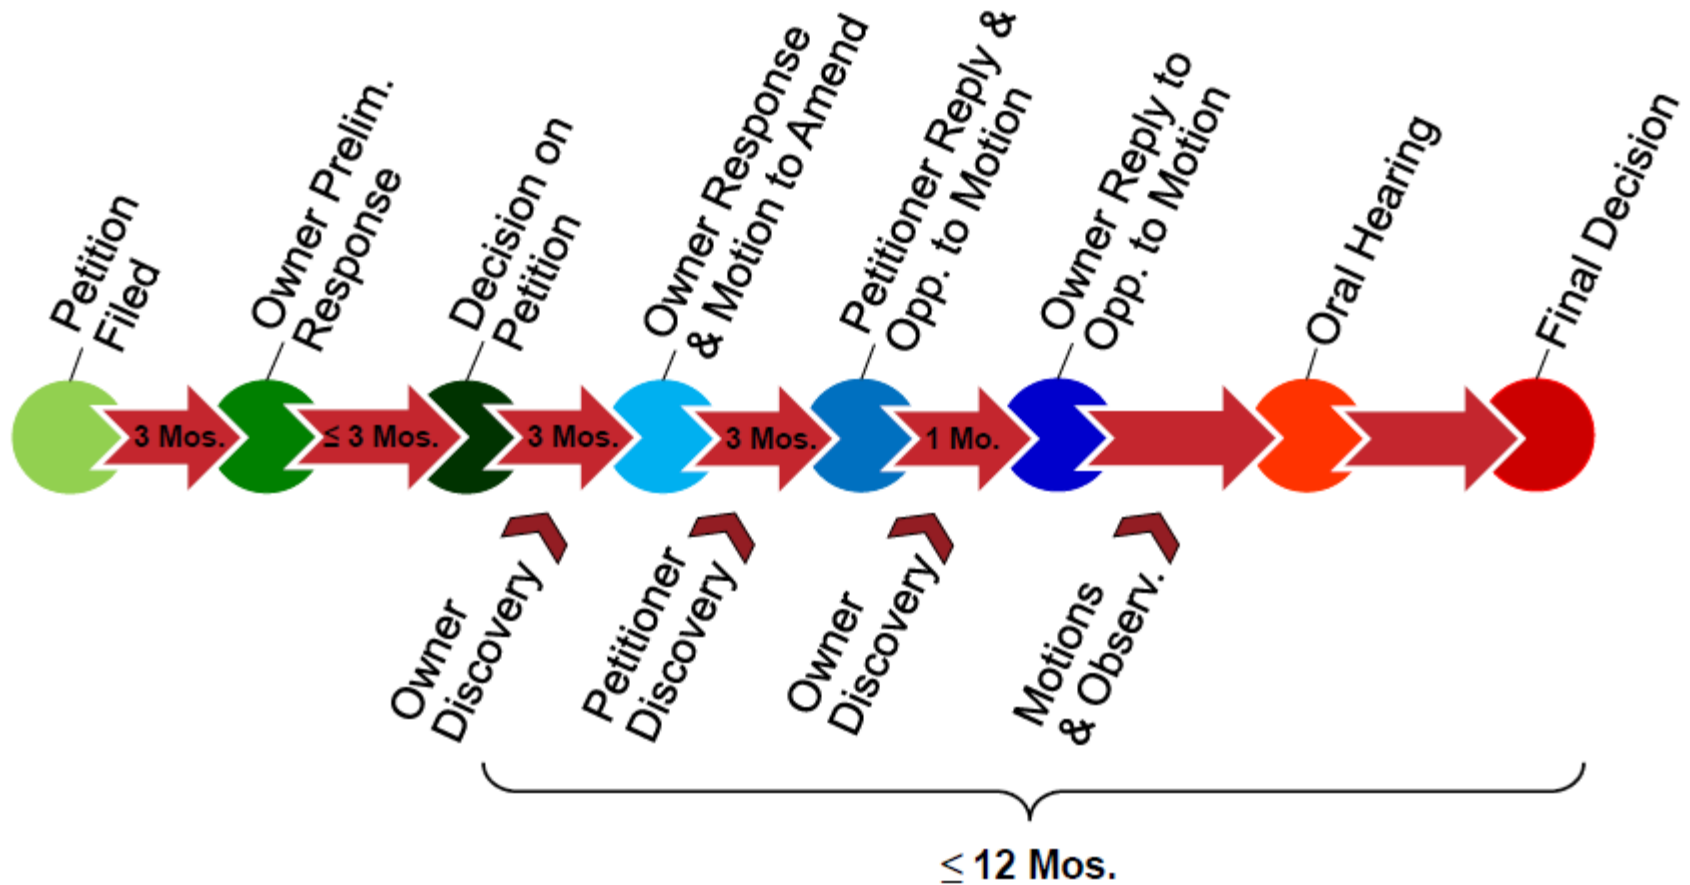 Petition
Filed
Owner Prelim.
Response
Decision on
Petition
Owner Response
& Motion to Amend
Petitioner Reply &
Opp. to Motion
Owner Reply to
Opp. to Motion
Oral Hearing
Final Decision
3 Mos.
≤ 3 Mos.
3 Mos.
3 Mos.
1 Mo.
Owner
Discovery
Petitioner
Discovery
Owner
Discovery
Motions
& Observ.
≤ 12 Mos.